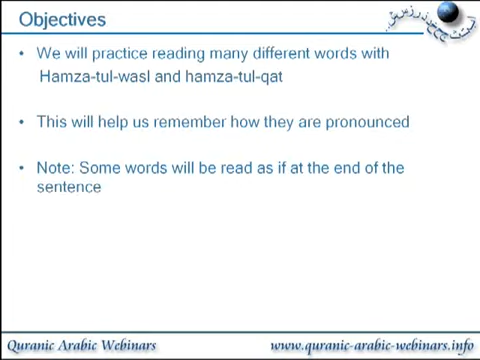 Objectives
• We will practice reading many different words with
Hamza-tul-wasl and hamza-tul-qat
• This will help us remember how they are pronounced
• Note: Some words will be read as if at the end of the
sentence
Quranic Arabic Webinars
www.quranic-arabic-webinars.info